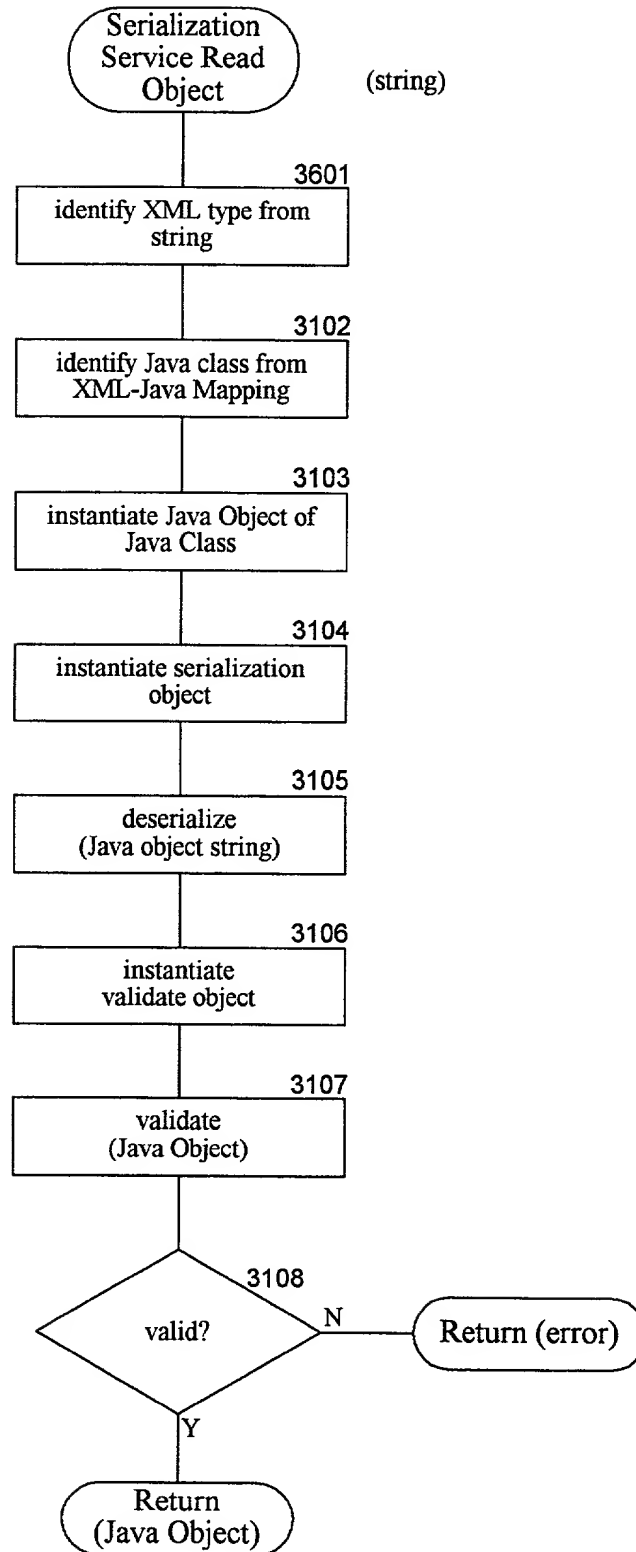 Serialization
Service Read
Object
(string)
3601
identify XML type from
string
3102
identify Java class from
XML-Java Mapping
3103
instantiate Java Object of
Java Class
3104
instantiate serialization
object
3105
deserialize
(Java object string)
3106
instantiate
validate object
3107
validate
(Java Object)
3108
valid?
N
Return (error)
Y
Return
(Java Object)